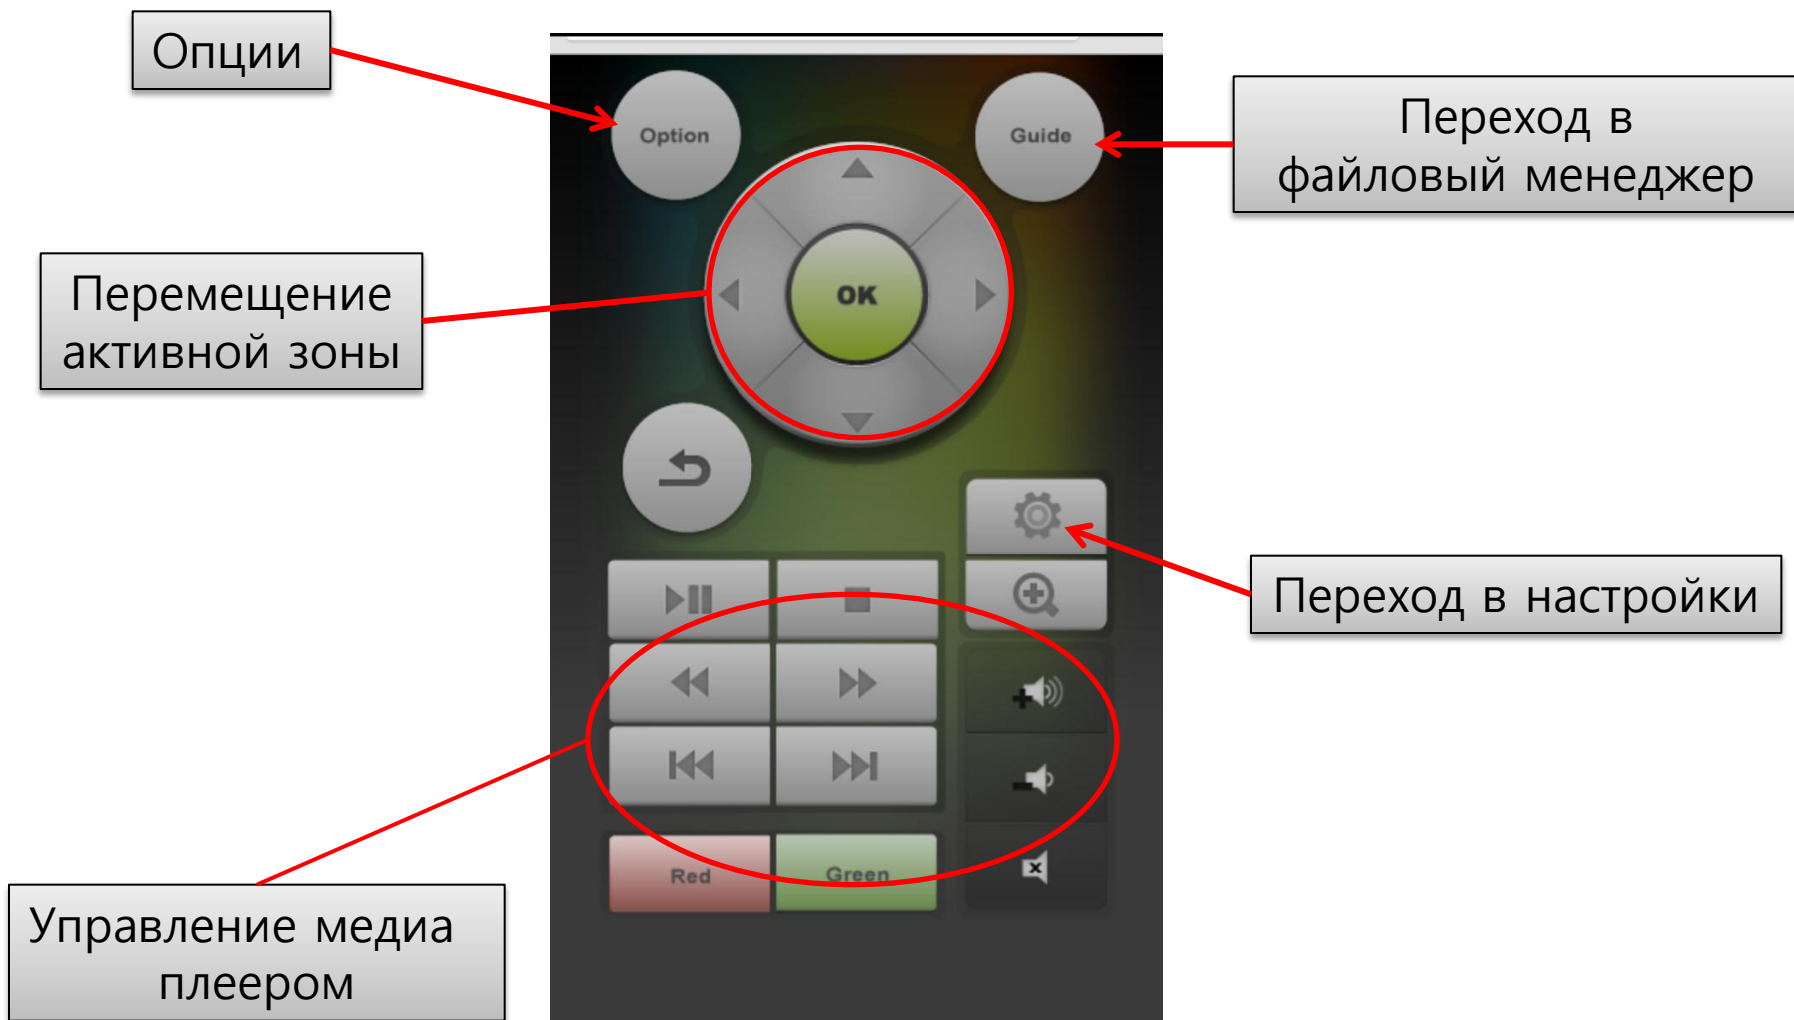 Опции
Option
Guide
Переход в
файловый менеджер
Перемещение
активной зоны
OK
Переход в настройки
Red
Green
Управление медиа
плеером